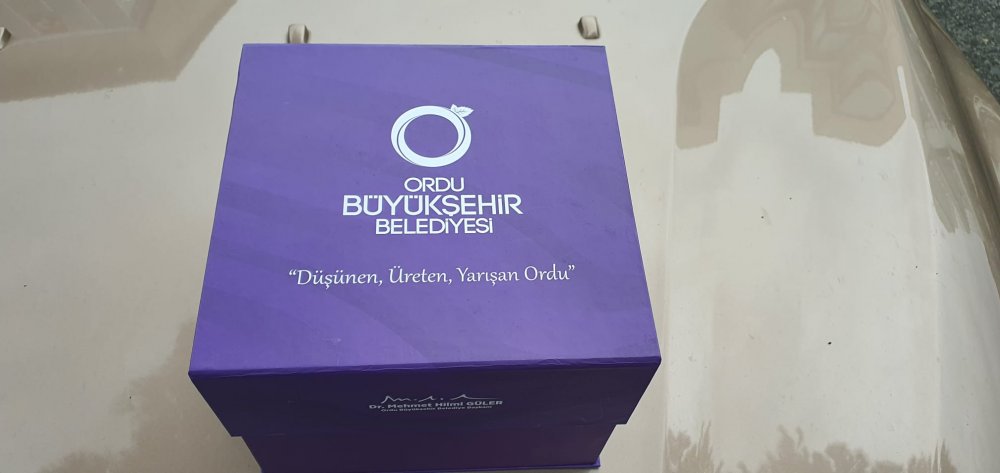 ORDU
BÜYÜKŞEHİR
BELEDİYESİ
“Düşünen, Üreten, Yarışan Ordu”
Dr. Mehmet Hilmi GÜLER
Ordu Büyükşehir Belediye Başkanı